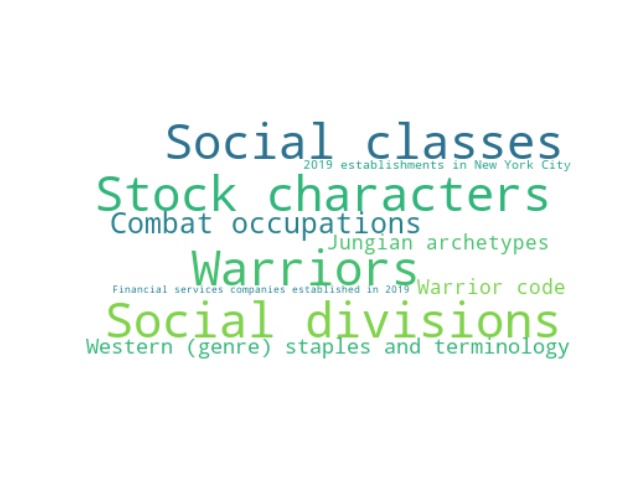 Social classes
2019 establishments in New York City
Stock characters
Combat occupations
Jungian archetypes
Warriors
Financial services companies established in 2019
Warrior code
Social divisions
Western (genre) staples and terminology